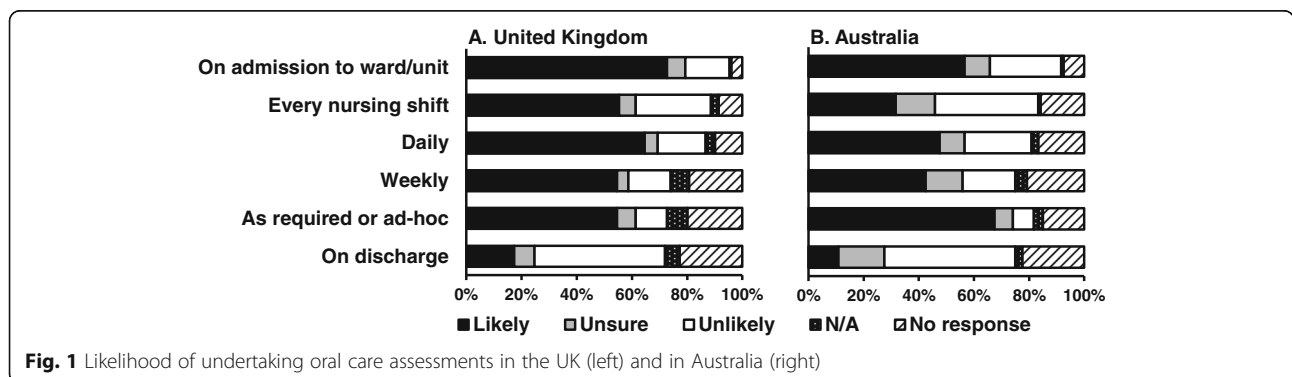 A. United Kingdom
B. Australia
On admission to ward/unit
Every nursing shift
Daily
Weekly
As required or ad-hoc
On discharge
0% 20% 40% 60% 80% 100%
0% 20% 40% 60% 80% 100%
Likely Unsure Unlikely N/A No response
Fig. 1 Likelihood of undertaking oral care assessments in the UK (left) and in Australia (right)